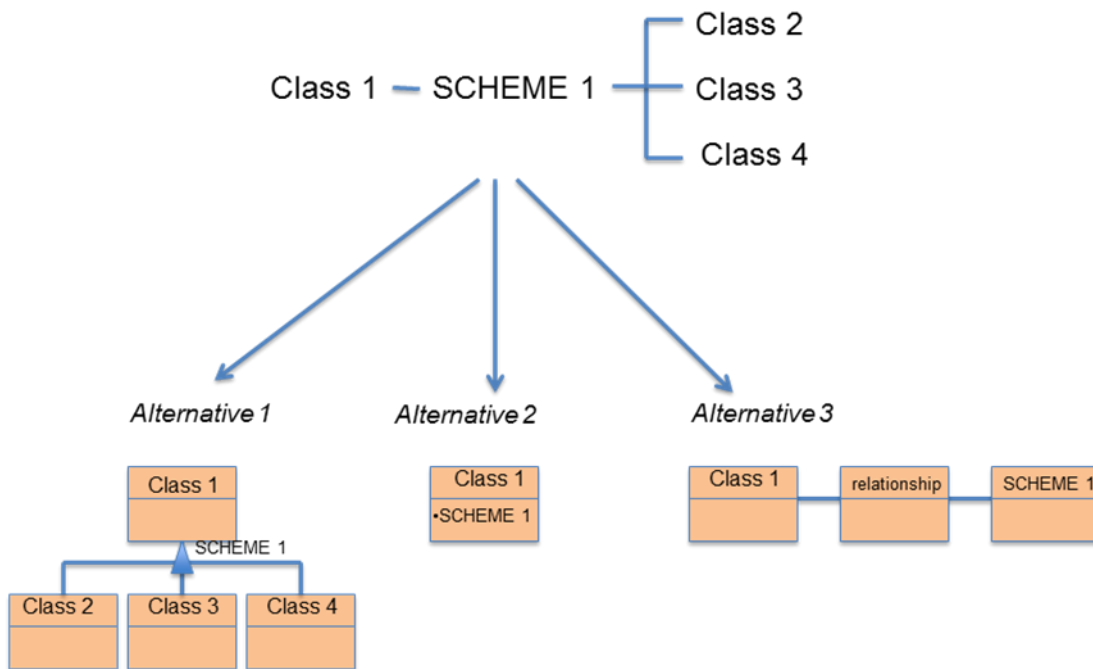 Class 2
Class 1 SCHEME 1 Class 3
Class 4
Alternative 1 Alternative 2 Alternative 3
Class 1 Class 1 Class 1 relationship SCHEME 1
•SCHEME 1
SCHEME 1
Class 2 Class 3 Class 4